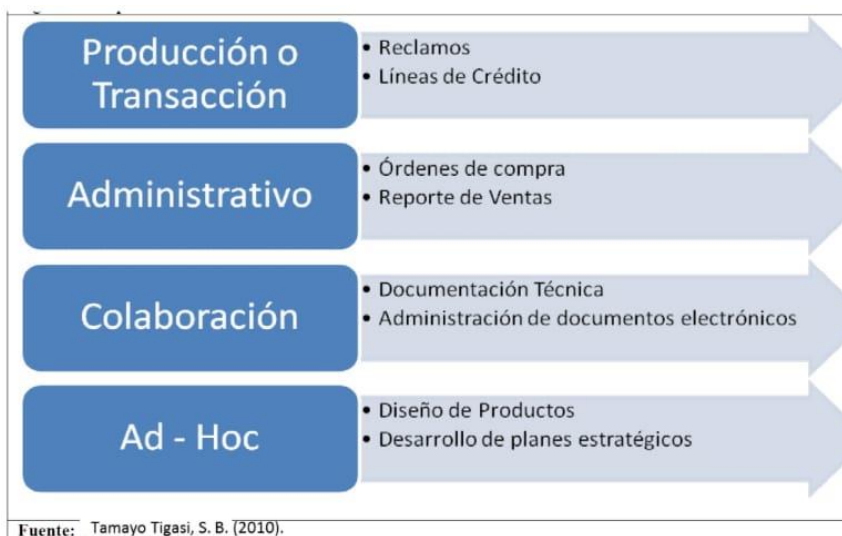 Producción o
Transacción
• Reclamos
• Líneas de Crédito
Administrativo
• Órdenes de compra
• Reporte de Ventas
Colaboración
• Documentación Técnica
• Administración de documentos electrónicos
Ad - Hoc
• Diseño de Productos
• Desarrollo de planes estratégicos
Fuente: Tamayo Tigasi, S. B. (2010).